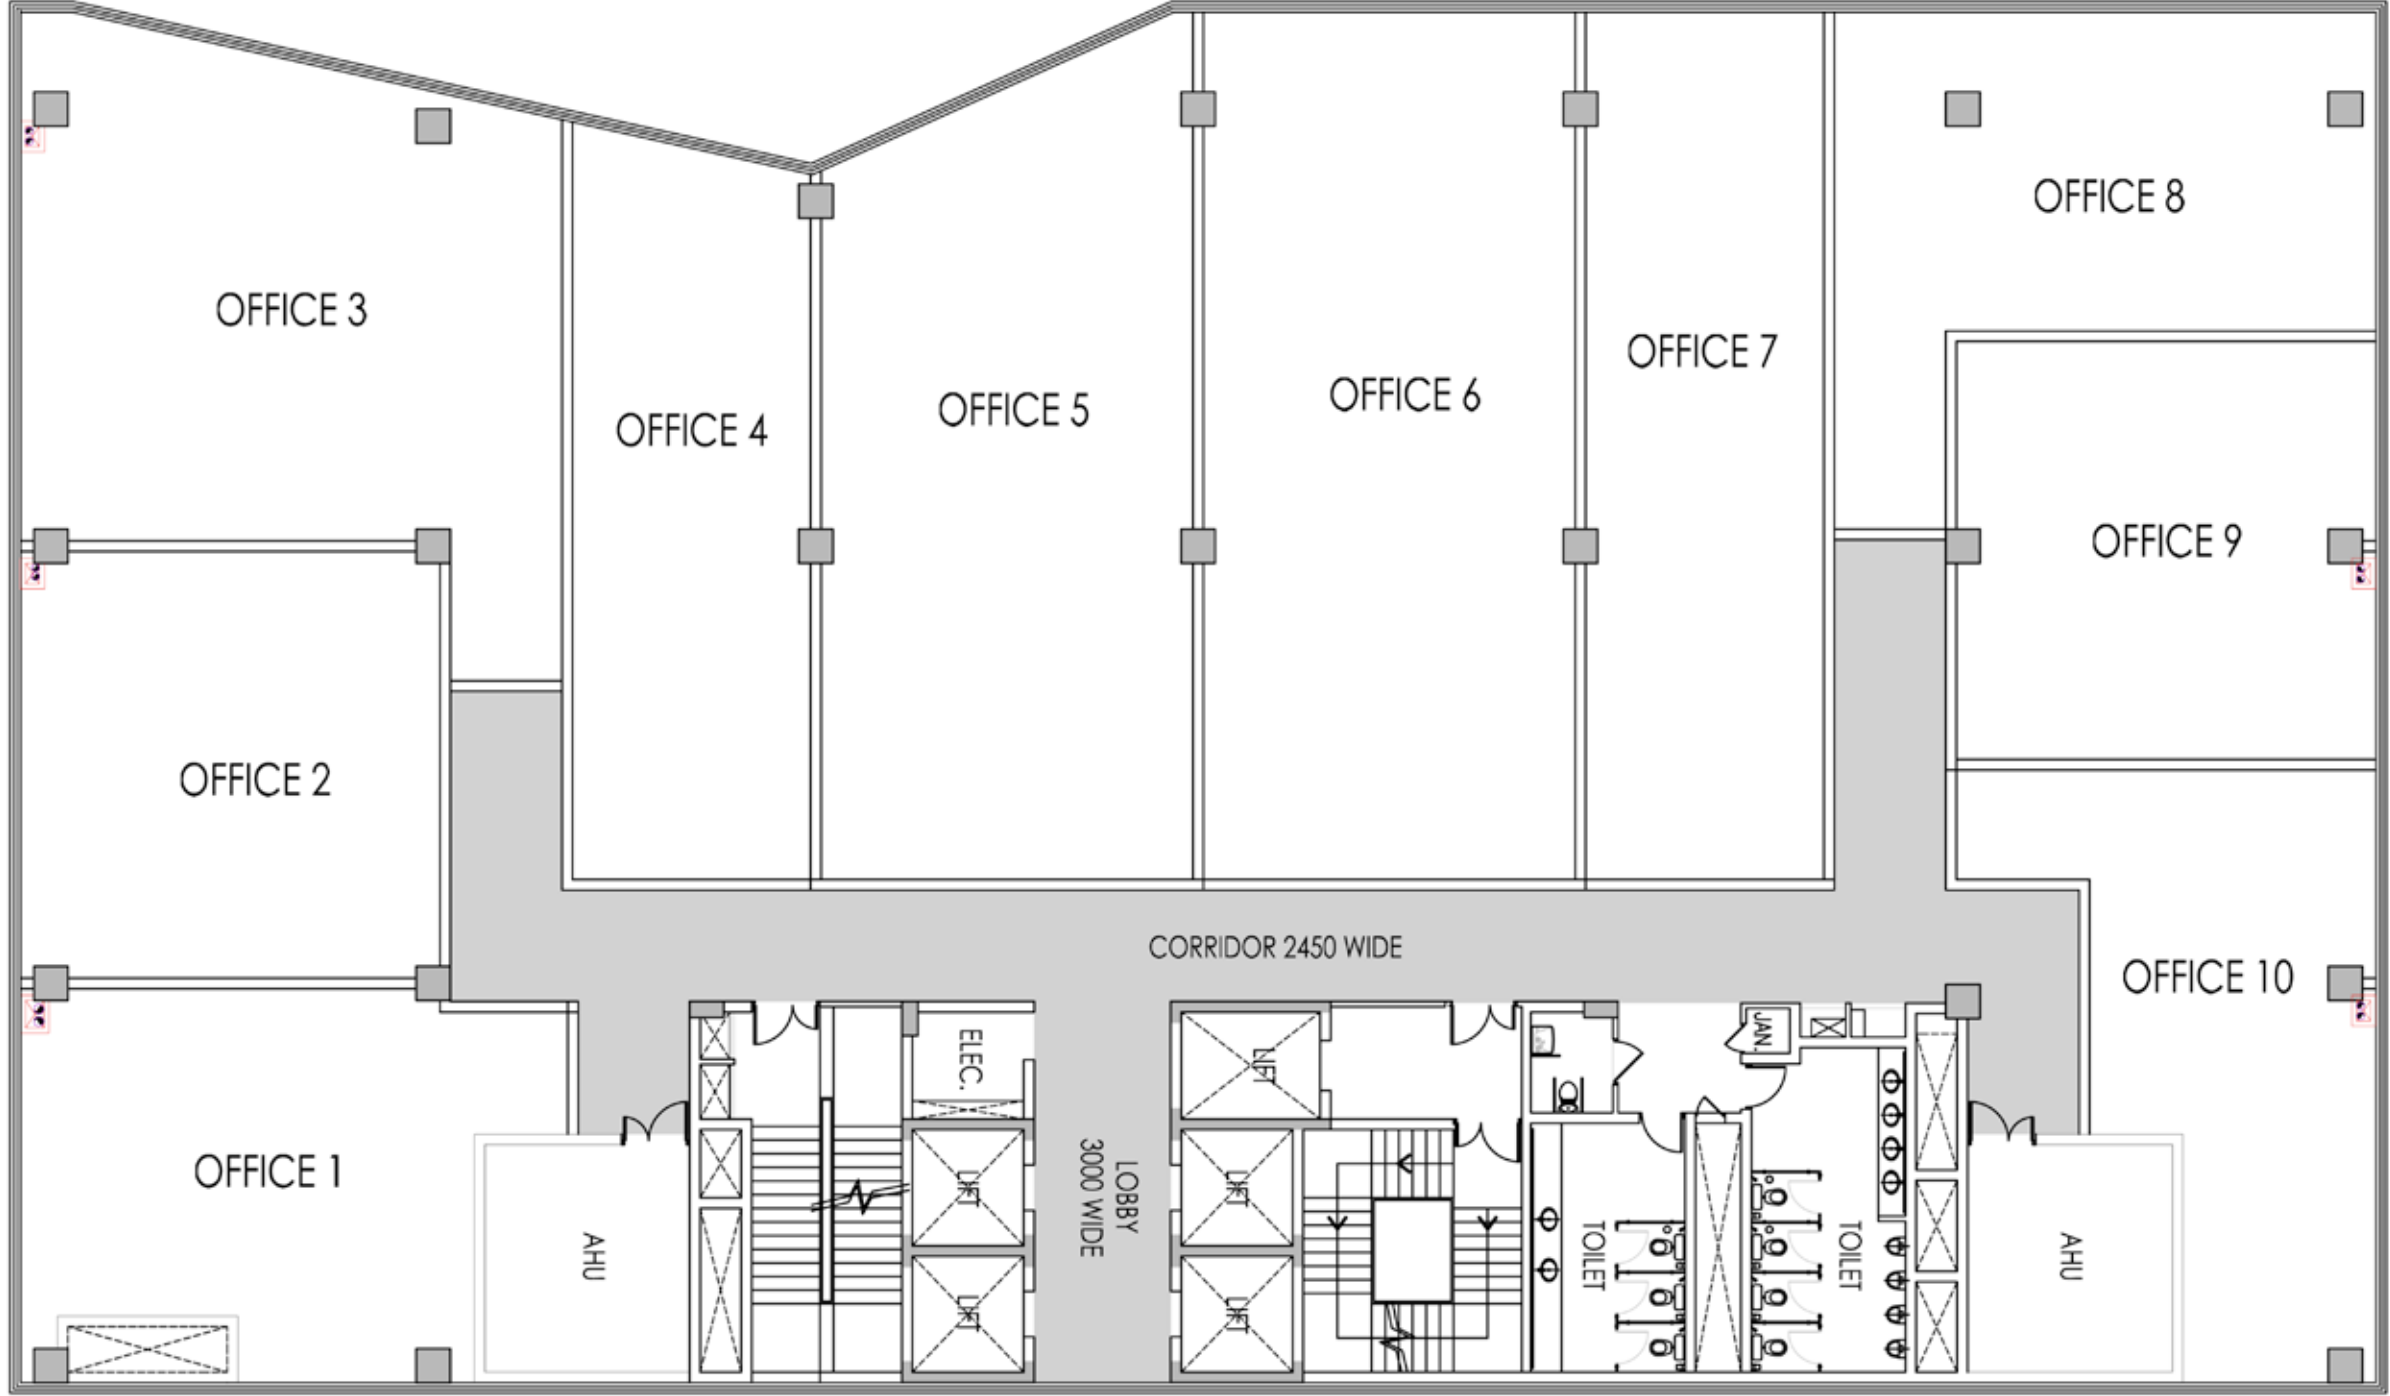 OFFICE 8
OFFICE 3
OFFICE 7
OFFICE 6
OFFICE 5
OFFICE 4
OFFICE 9
OFFICE 2
CORRIDOR 2450 WIDE
OFFICE 10
JAN.
ELEC.
LIFT
OFFICE 1
LIFT
LIFT
LOBBY
3000 WIDE
TOILET
TOILET
AHU
AHU
LIFT
LIFT